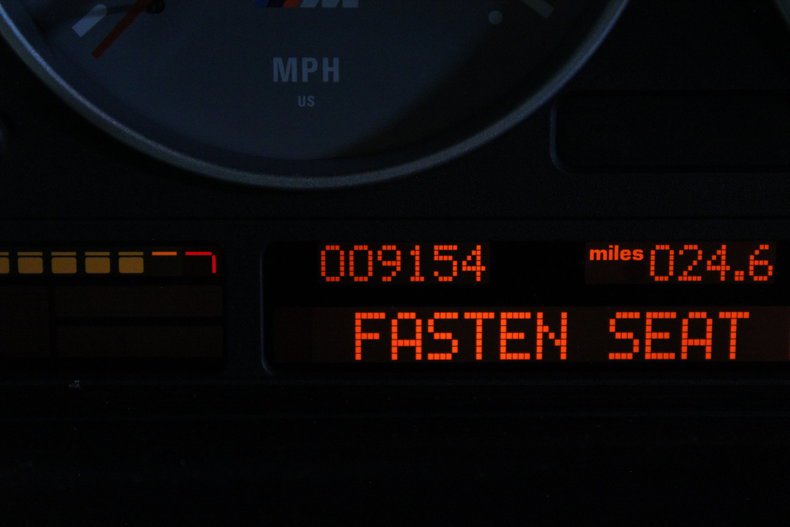 M
MPH
US
009154 miles 024.6
FASTEN SEAT